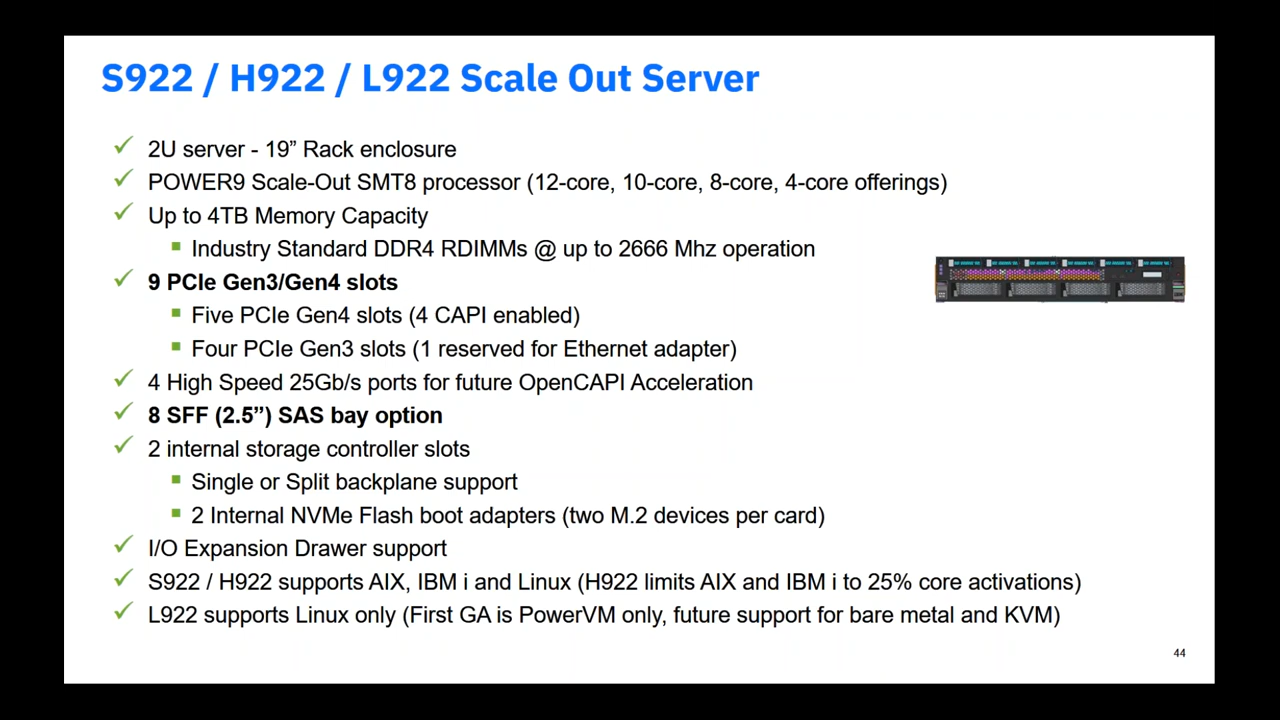 S922 / H922 / L922 Scale Out Server
2U server - 19” Rack enclosure
POWER9 Scale-Out SMT8 processor (12-core, 10-core, 8-core, 4-core offerings)
Up to 4TB Memory Capacity
Industry Standard DDR4 RDIMMs @ up to 2666 Mhz operation
9 PCIe Gen3/Gen4 slots
Five PCIe Gen4 slots (4 CAPI enabled)
Four PCIe Gen3 slots (1 reserved for Ethernet adapter)
4 High Speed 25Gb/s ports for future OpenCAPI Acceleration
8 SFF (2.5”) SAS bay option
2 internal storage controller slots
Single or Split backplane support
2 Internal NVMe Flash boot adapters (two M.2 devices per card)
I/O Expansion Drawer support
S922 / H922 supports AIX, IBM i and Linux (H922 limits AIX and IBM i to 25% core activations)
L922 supports Linux only (First GA is PowerVM only, future support for bare metal and KVM)
44